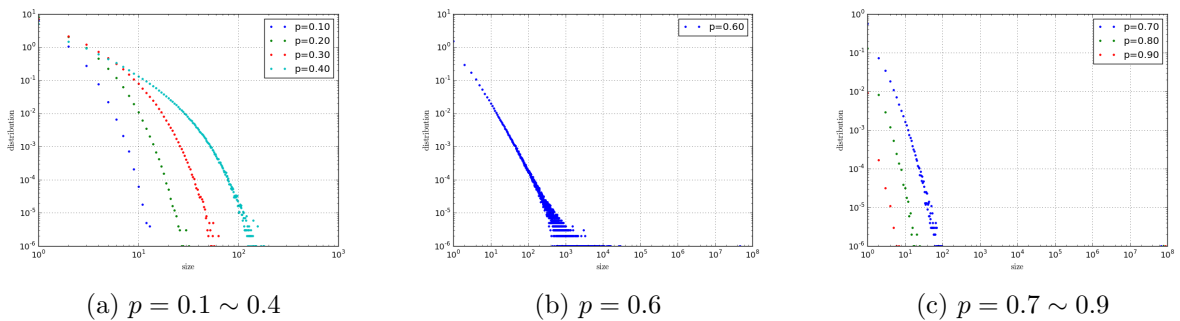 10^1
10^0
10^-1
10^-2
10^-3
10^-4
10^-5
10^-6
10^0 10^1 10^2 10^3
distribution
size
p=0.10
p=0.20
p=0.30
p=0.40
(a) p = 0.1 ∼ 0.4
10^2
10^1
10^0
10^-1
10^-2
10^-3
10^-4
10^-5
10^-6
10^0 10^1 10^2 10^3 10^4 10^5 10^6 10^7 10^8
distribution
size
p=0.60
(b) p = 0.6
10^0
10^-1
10^-2
10^-3
10^-4
10^-5
10^-6
10^0 10^1 10^2 10^3 10^4 10^5 10^6 10^7 10^8
distribution
size
p=0.70
p=0.80
p=0.90
(c) p = 0.7 ∼ 0.9